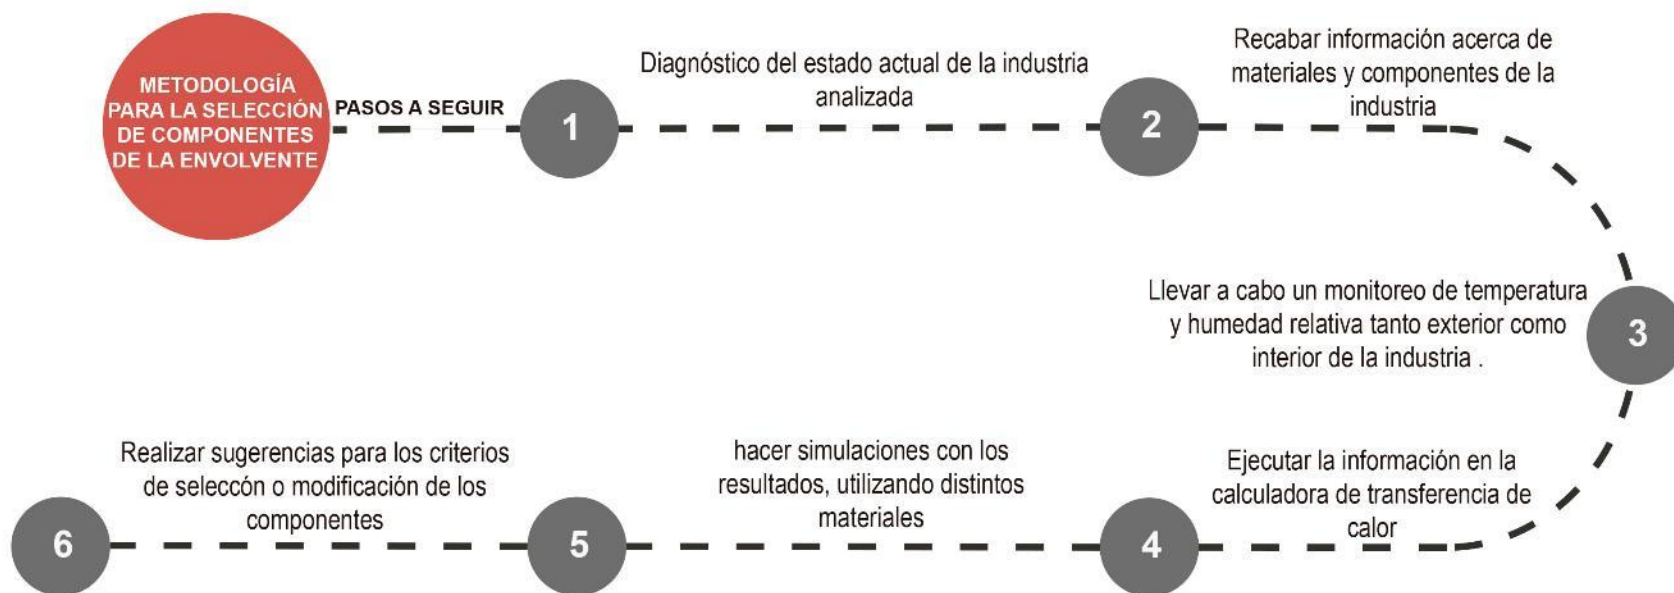 METODOLOGÍA
PARA LA SELECCIÓN
DE COMPONENTES
DE LA ENVOLVENTE
PASOS A SEGUIR
1
Diagnóstico del estado actual de la industria
analizada
2
Recabar información acerca de
materiales y componentes de la
industria
3
Llevar a cabo un monitoreo de temperatura
y humedad relativa tanto exterior como
interior de la industria .
4
Ejecutar la información en la
calculadora de transferencia de
calor
5
hacer simulaciones con los
resultados, utilizando distintos
materiales
6
Realizar sugerencias para los criterios
de seleccón o modificación de los
componentes